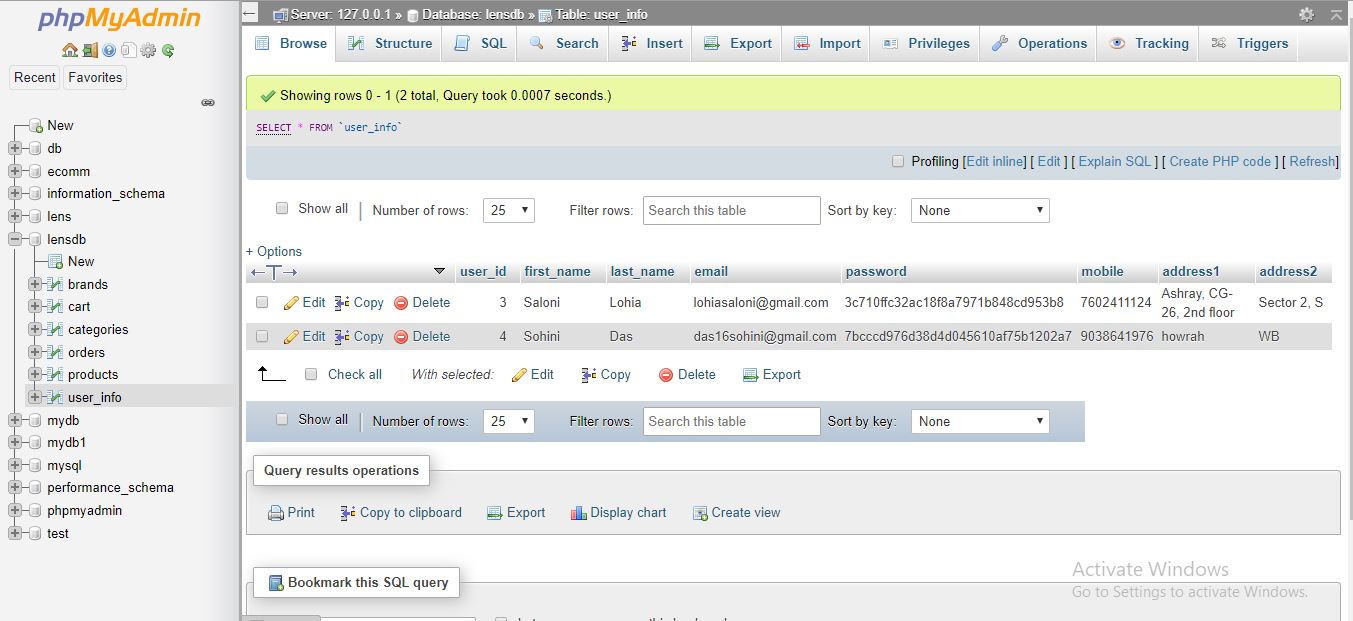 phpMyAdmin
Recent Favorites
New
db
ecomm
information_schema
lens
lensdb
New
brands
cart
categories
orders
products
user_info
mydb
mydb1
mysql
performance_schema
phpmyadmin
test
Server: 127.0.0.1 » Database: lensdb » Table: user_info
Browse Structure SQL Search Insert Export Import Privileges Operations Tracking Triggers
Showing rows 0 - 1 (2 total, Query took 0.0007 seconds.)
SELECT * FROM `user_info`
Profiling [Edit inline] [ Edit ] [ Explain SQL ] [ Create PHP code ] [ Refresh]
Show all | Number of rows: 25 Filter rows: Search this table Sort by key: None
+ Options
←T→ user_id first_name last_name email password mobile address1 address2
Edit Copy Delete 3 Saloni Lohia lohiasaloni@gmail.com 3c710ffc32ac18f8a7971b848cd953b8 7602411124 Ashray, CG-
26, 2nd floor Sector 2, S
Edit Copy Delete 4 Sohini Das das16sohini@gmail.com 7bcccd976d38d4d045610af75b1202a7 9038641976 howrah WB
Check all With selected: Edit Copy Delete Export
Show all | Number of rows: 25 Filter rows: Search this table Sort by key: None
Query results operations
Print Copy to clipboard Export Display chart Create view
Bookmark this SQL query
Activate Windows
Go to Settings to activate Windows.